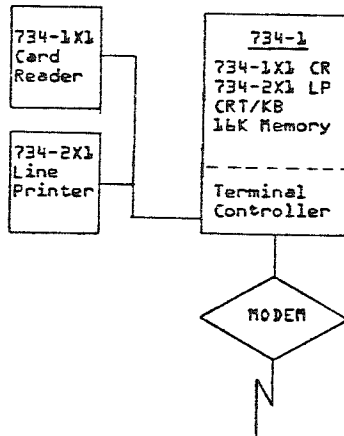 734-1X1
Card
Reader
734-2X1
Line
Printer
734-1
734-1X1 CR
734-2X1 LP
CRT/KB
16K Memory
Terminal
Controller
MODEM